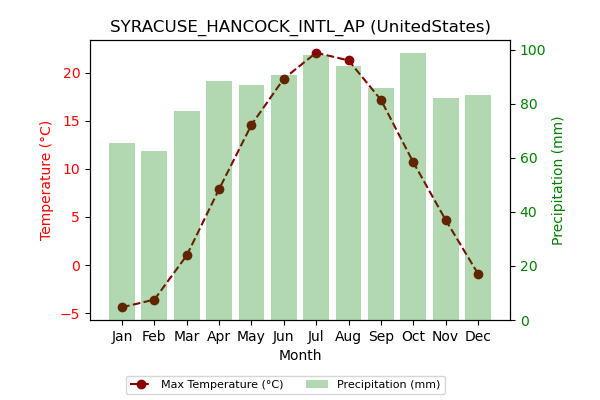 SYRACUSE_HANCOCK_INTL_AP (UnitedStates)
Temperature (°C)
20
15
10
5
0
−5
100
80
60
40
20
0
Precipitation (mm)
Jan Feb Mar Apr May Jun Jul Aug Sep Oct Nov Dec
Month
Max Temperature (°C) Precipitation (mm)